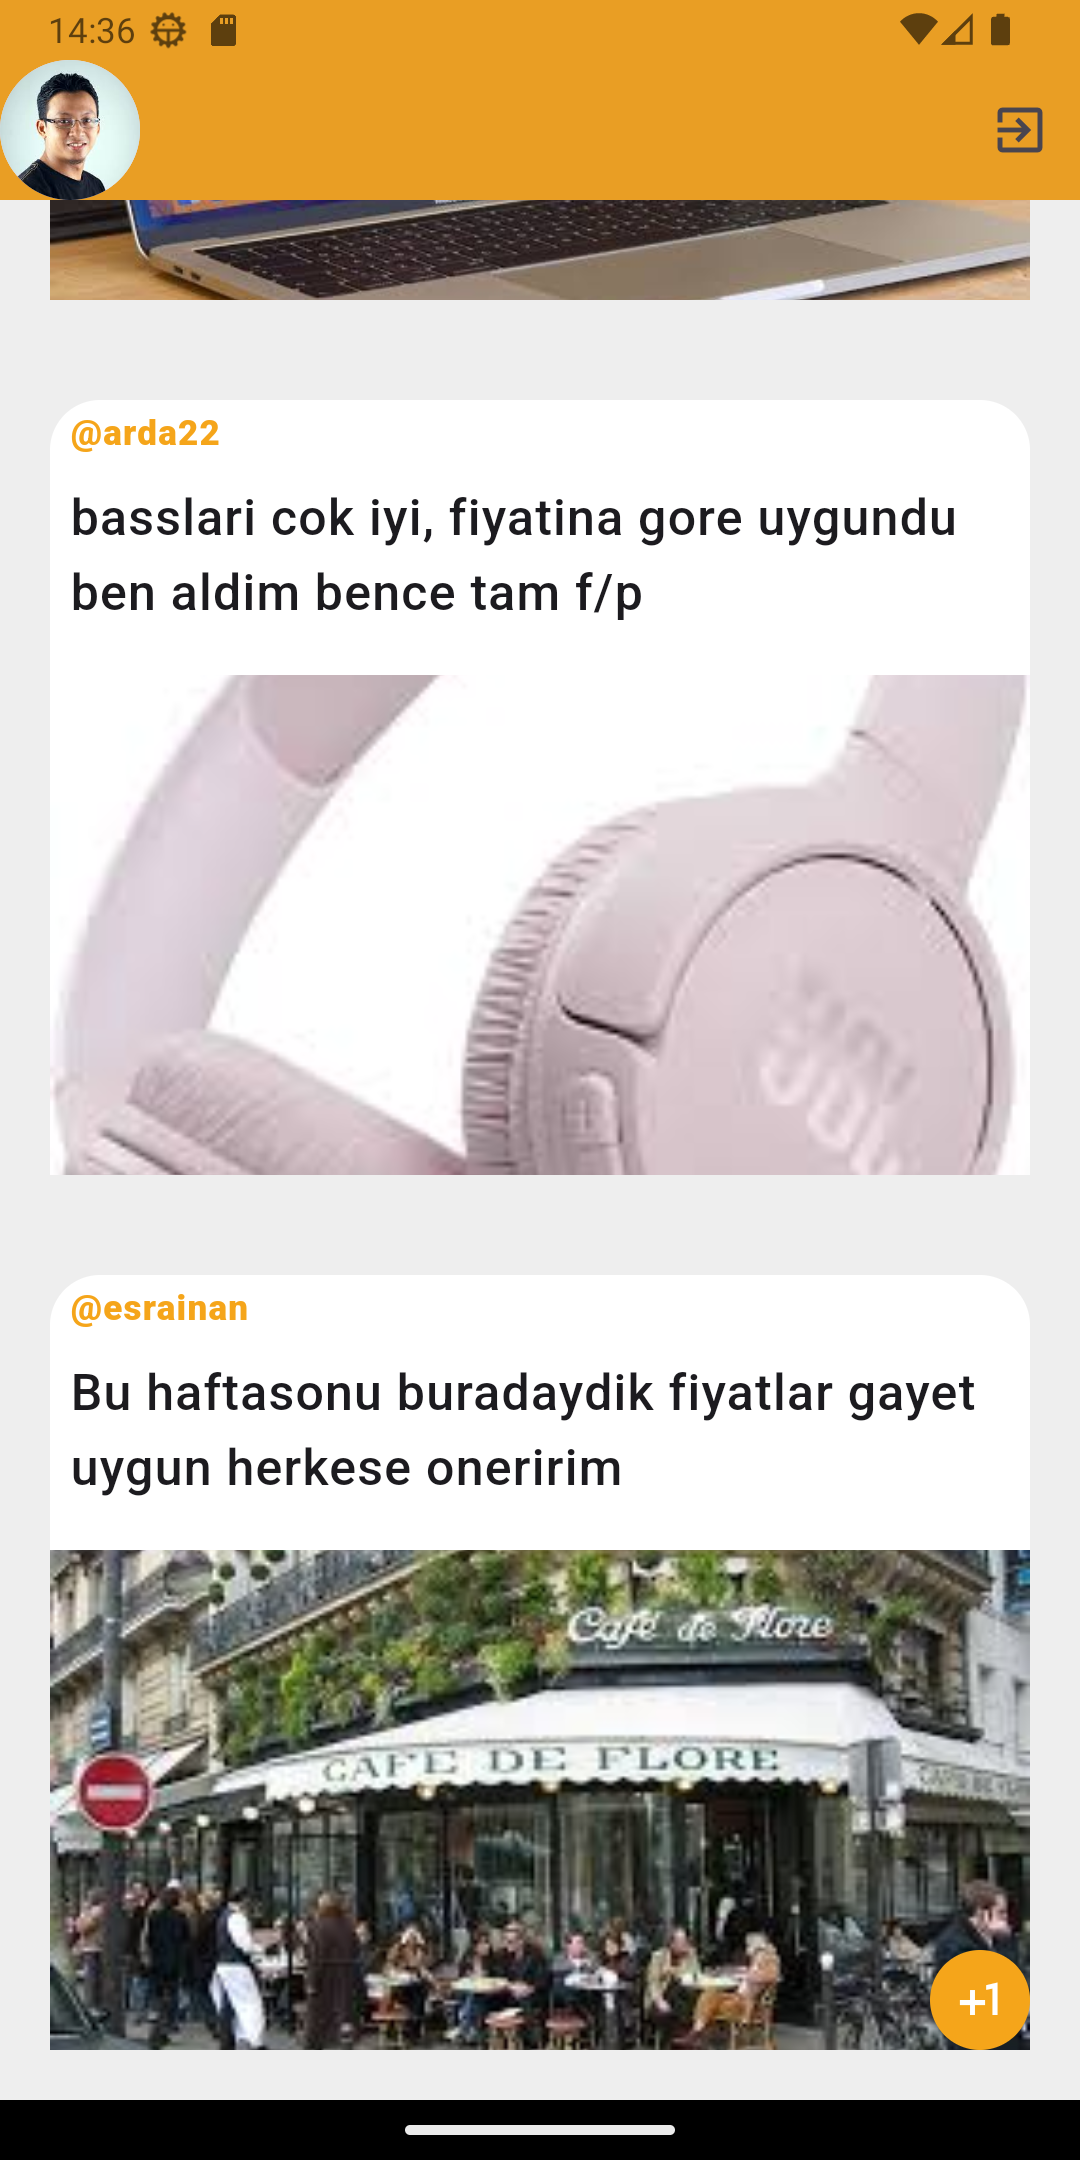 14:36
@arda22
basslari cok iyi, fiyatina gore uygundu
ben aldim bence tam f/p
@esrainan
Bu haftasonu buradaydik fiyatlar gayet
uygun herkese oneririm
Café de Flore
CAFE DE FLORE
+1